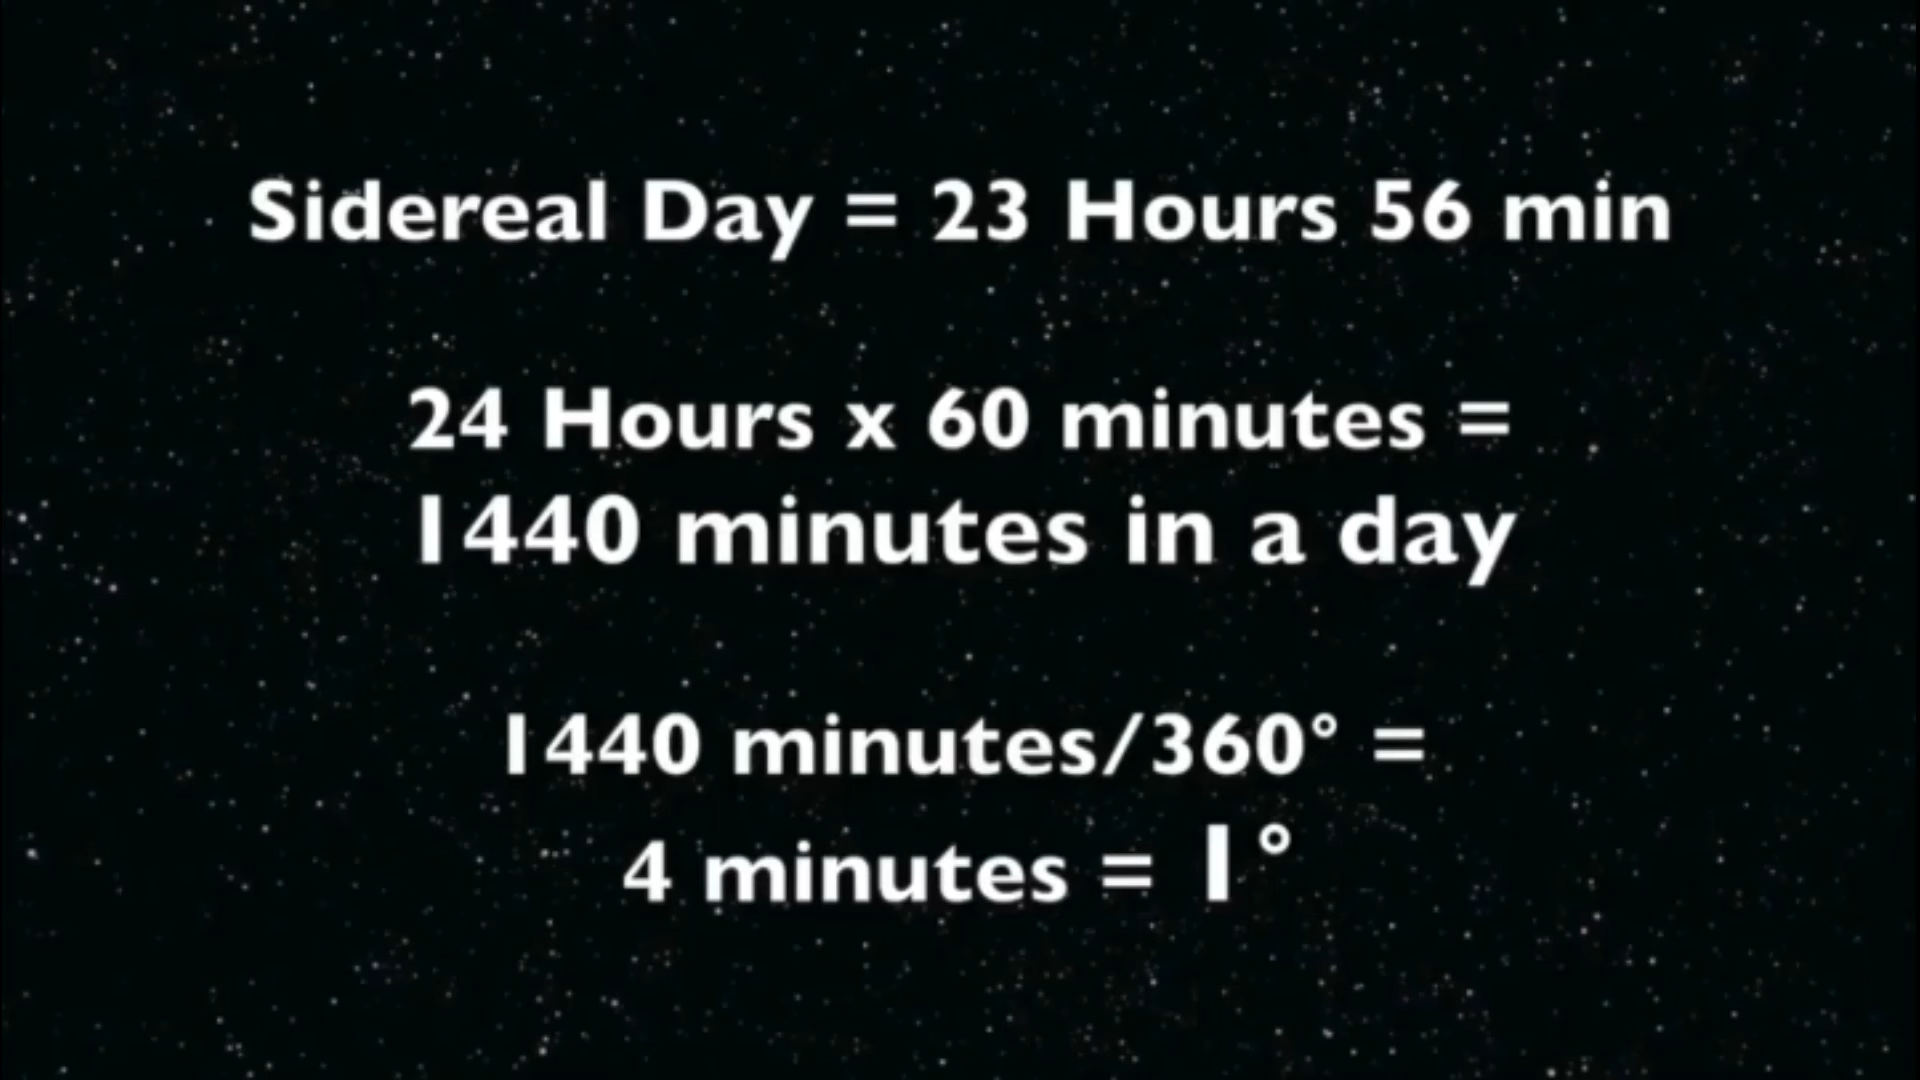 Sidereal Day = 23 Hours 56 min
24 Hours x 60 minutes =
1440 minutes in a day
1440 minutes/360° =
4 minutes = 1°